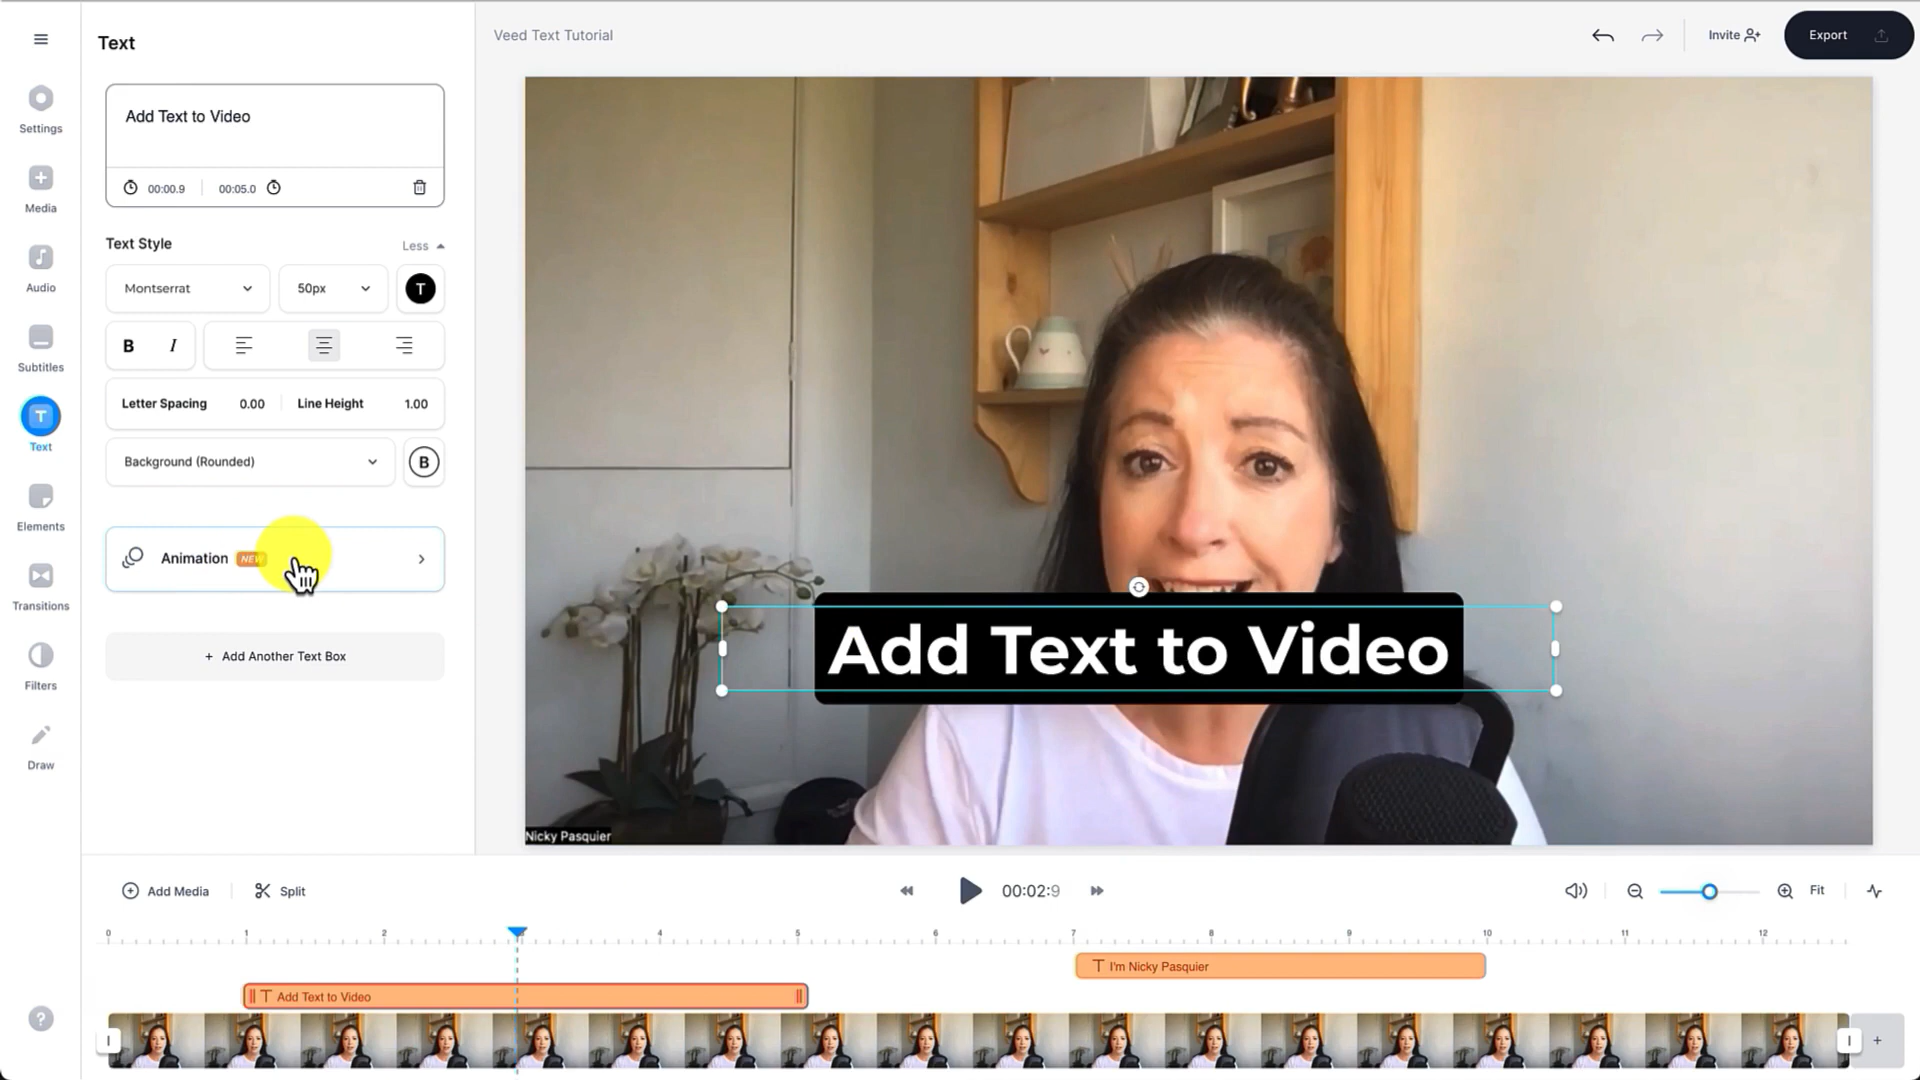 Text
Veed Text Tutorial
Invite
Export
Settings
Media
Audio
Subtitles
Text
Elements
Transitions
Filters
Draw
Add Text to Video
00:00.9
00:05.0
Text Style
Less
Montserrat
50px
T
B I
Letter Spacing 0.00 Line Height 1.00
Background (Rounded)
B
Animation NEW
+ Add Another Text Box
Add Text to Video
Nicky Pasquier
Add Media
Split
00:02:9
Fit
0 1 2 4 5 6 7 8 9 10 11 12
T I'm Nicky Pasquier
T Add Text to Video